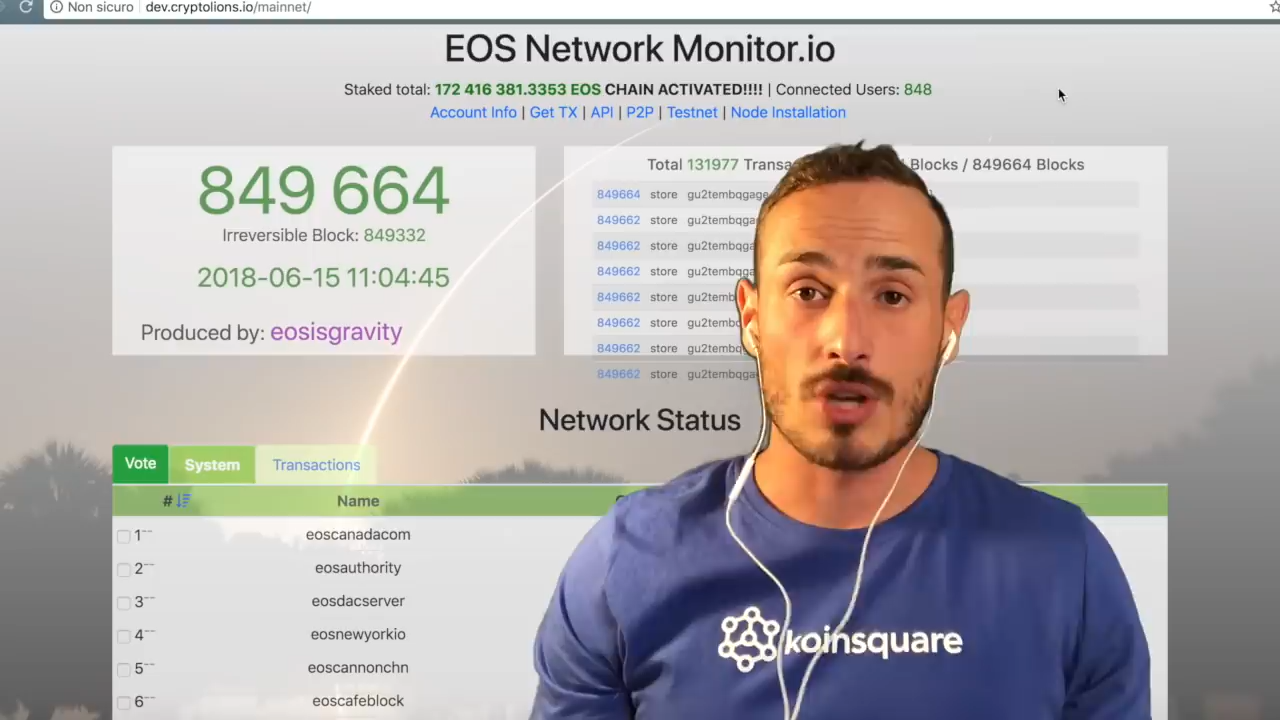 Non sicuro | dev.cryptolions.io/mainnet/
EOS Network Monitor.io
Staked total: 172 416 381.3353 EOS CHAIN ACTIVATED!!!! | Connected Users: 848
Account Info | Get TX | API | P2P | Testnet | Node Installation
849 664
Irreversible Block: 849332
2018-06-15 11:04:45
Produced by: eosisgravity
Total 131977 Blocks / 849664 Blocks
849664 store gu2tembqgage
849662 store gu2tembqga
849662 store gu2tembqga
849662 store gu2tembqga
849662 store gu2temb
849662 store gu2temb
849662 store gu2tembqga
849662 store gu2tembqga
Network Status
Vote System Transactions
# Name
1 eoscanadacom
2 eosauthority
3 eosdacserver
4 eosnewyorkio
5 eoscannonchn
6 eoscafeblock
koinsquare